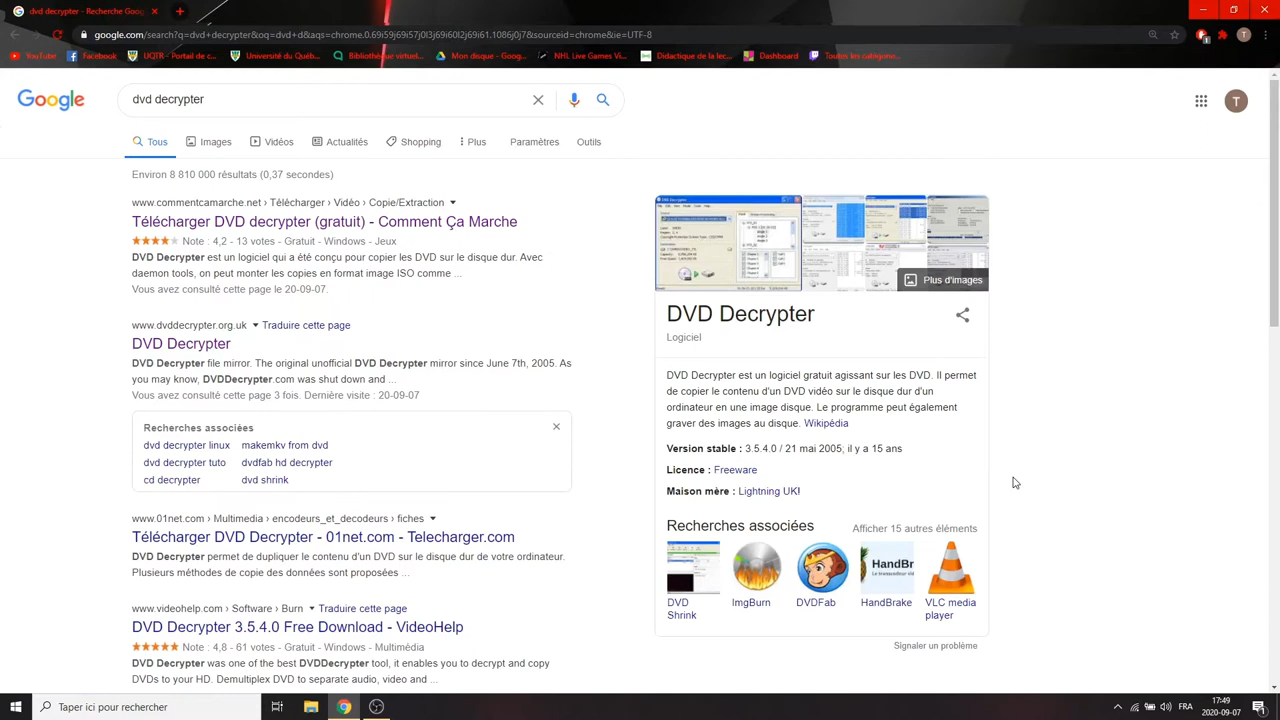 dvd decrypter - Recherche Goog
google.com/search?q=dvd+decrypter&oq=dvd+d&aqs=chrome.0.69i59j69i57j0l3j69i60l2j69i61.1086j0j7&sourceid=chrome&ie=UTF-8
T
YouTube Facebook UQTR - Portail de c... Université du Québ... Bibliothèque virtuel... Mon disque - Goog... NHL Live Games Vi... Didactique de la lec... Dashboard Toutes les catégorie...
Google
dvd decrypter
T
Tous Images Vidéos Actualités Shopping Plus Paramètres Outils
Environ 8 810 000 résultats (0,37 secondes)
www.commentcamarche.net › Télécharger › Vidéo › Copie/Extraction
Télécharger DVD decrypter (gratuit) - Comment Ça Marche
Note : 4,2 - 15 votes - Gratuit - Windows - Jeux
DVD Decrypter est un logiciel qui a été conçu pour copier les DVD sur le disque dur. Avec
daemon tools, on peut monter les copies en format image ISO comme ...
Vous avez consulté cette page le 20-09-07.
www.dvddecrypter.org.uk Traduire cette page
DVD Decrypter
DVD Decrypter file mirror. The original unofficial DVD Decrypter mirror since June 7th, 2005. As
you may know, DVDDecrypter.com was shut down and ...
Vous avez consulté cette page 3 fois. Dernière visite : 20-09-07
Recherches associées
dvd decrypter linux makemkv from dvd
dvd decrypter tuto dvdfab hd decrypter
cd decrypter dvd shrink
www.01net.com › Multimedia › encodeurs_et_decodeurs › fiches
Télécharger DVD Decrypter - 01net.com - Telecharger.com
DVD Decrypter permet de dupliquer le contenu d'un DVD sur le disque dur de votre ordinateur.
Plusieurs méthodes de copie des données sont proposées ...
www.videohelp.com › Software › Burn Traduire cette page
DVD Decrypter 3.5.4.0 Free Download - VideoHelp
Note : 4,8 - 61 votes - Gratuit - Windows - Multimédia
DVD Decrypter was one of the best DVDDecrypter tool, it enables you to decrypt and copy
DVDs to your HD. Demultiplex DVD to separate audio, video and ...
Plus d'images
DVD Decrypter
Logiciel
DVD Decrypter est un logiciel gratuit agissant sur les DVD. Il permet
de copier le contenu d'un DVD vidéo sur le disque dur d'un
ordinateur en une image disque. Le programme peut également
graver des images au disque. Wikipédia
Version stable : 3.5.4.0 / 21 mai 2005; il y a 15 ans
Licence : Freeware
Maison mère : Lightning UK!
Recherches associées Afficher 15 autres éléments
HandBr
DVD Shrink
ImgBurn
DVDFab
HandBrake
VLC media player
Signaler un problème
Taper ici pour rechercher
FRA
17:49
2020-09-07
1